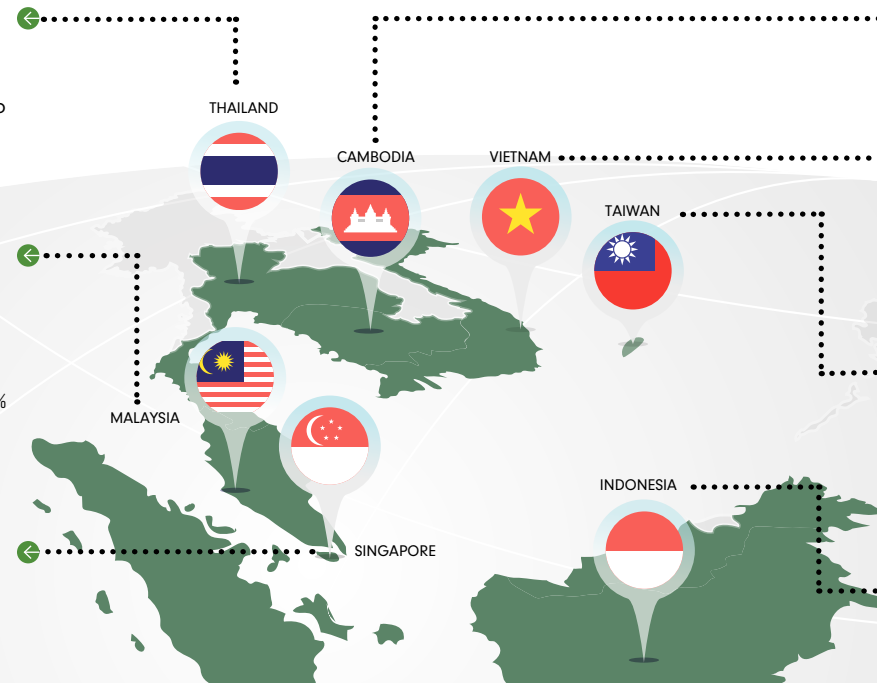 THAILAND
CAMBODIA
VIETNAM
TAIWAN
%
MALAYSIA
INDONESIA
SINGAPORE